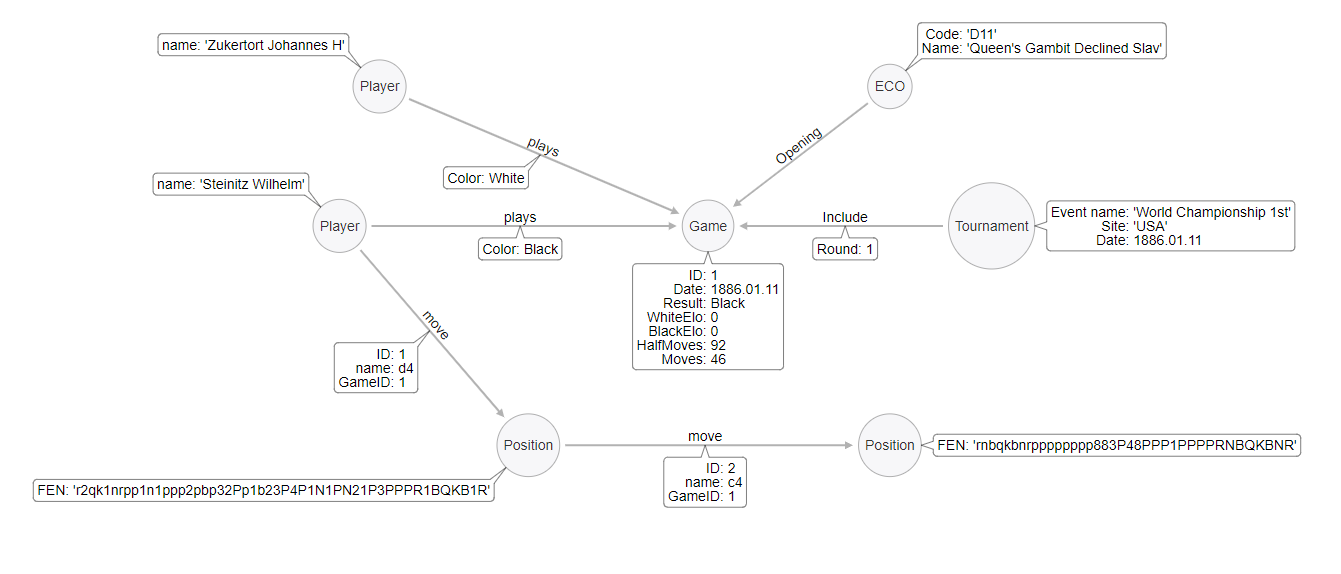 name: 'Zukertort Johannes H'
Player
Code: 'D11'
Name: 'Queen's Gambit Declined Slav'
ECO
plays
Color: White
Opening
name: 'Steinitz Wilhelm'
Player
plays
Color: Black
Game
Include
Round: 1
Tournament
Event name: 'World Championship 1st'
Site: 'USA'
Date: 1886.01.11
ID: 1
Date: 1886.01.11
Result: Black
WhiteElo: 0
BlackElo: 0
HalfMoves: 92
Moves: 46
move
ID: 1
name: d4
GameID: 1
Position
FEN: 'r2qk1nrpp1n1ppp2pbp32Pp1b23P4P1N1PN21P3PPPR1BQKB1R'
move
ID: 2
name: c4
GameID: 1
Position
FEN: 'rnbqkbnrpppppppp883P48PPP1PPPPRNBQKBNR'